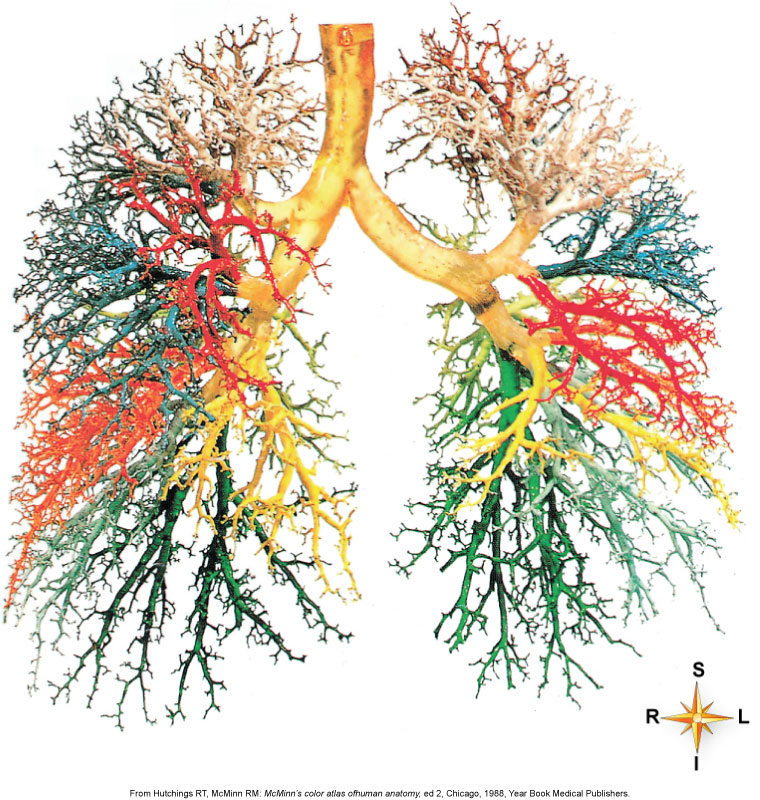 S
R L
I
From Hutchings RT, McMinn RM: McMinn's color atlas ofhuman anatomy, ed 2, Chicago, 1988, Year Book Medical Publishers.